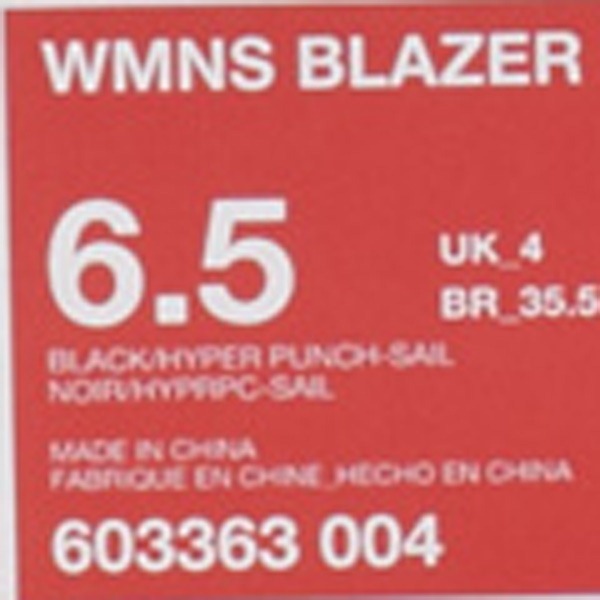 WMNS BLAZER
6.5
UK_4
BR_35.5
BLACK/HYPER PUNCH-SAIL
NOIR/HYPRPC-SAIL
MADE IN CHINA
FABRIQUE EN CHINE_HECHO EN CHINA
603363 004